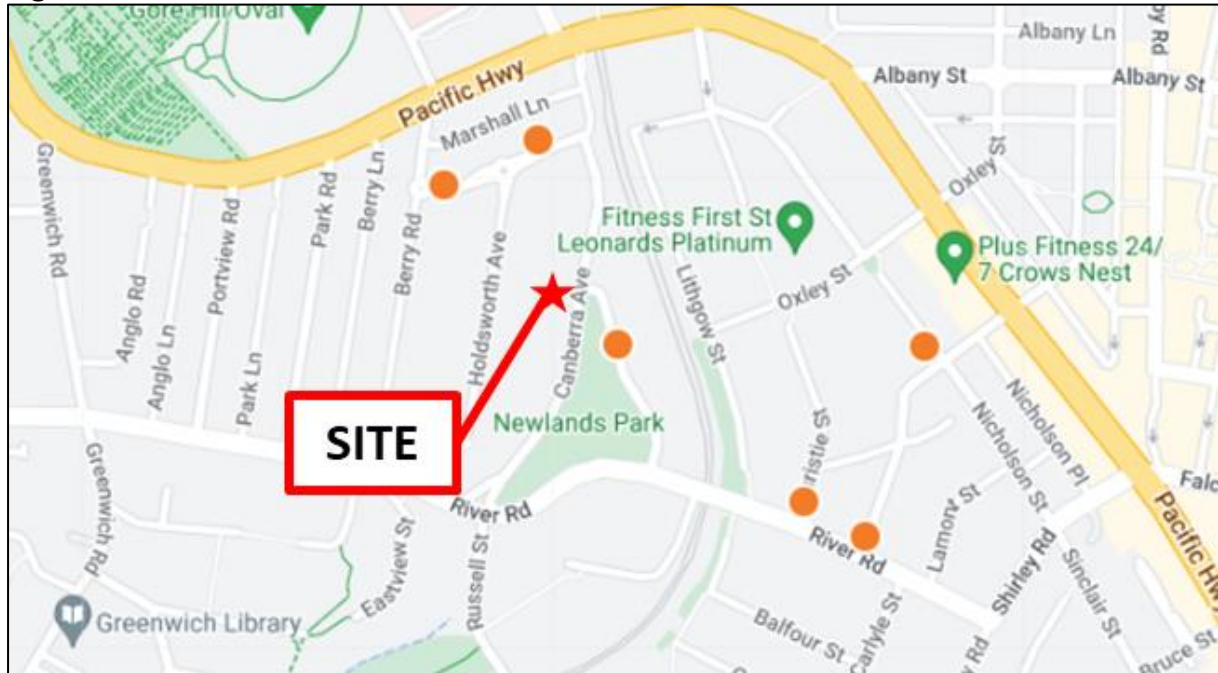 Gore Hill Oval
Albany Ln
Pacific Hwy
Albany St
Albany St
Marshall Ln
Greenwich Rd
Anglo Rd
Anglo Ln
Portview Rd
Park Ln
Park Rd
Berry Ln
Berry Rd
Holdsworth Ave
Canberra Ave
Fitness First St
Leonards Platinum
Lithgow St
Oxley St
Oxley St
Plus Fitness 24/
7 Crows Nest
SITE
Newlands Park
Nicholson Pl
Nicholson St
River Rd
River Rd
Greenwich Rd
Eastview St
Russell St
Lamont St
Shirley Rd
Pacific Hwy
Sinclair St
Greenwich Library
Balfour St
Carlyle St
Bruce St